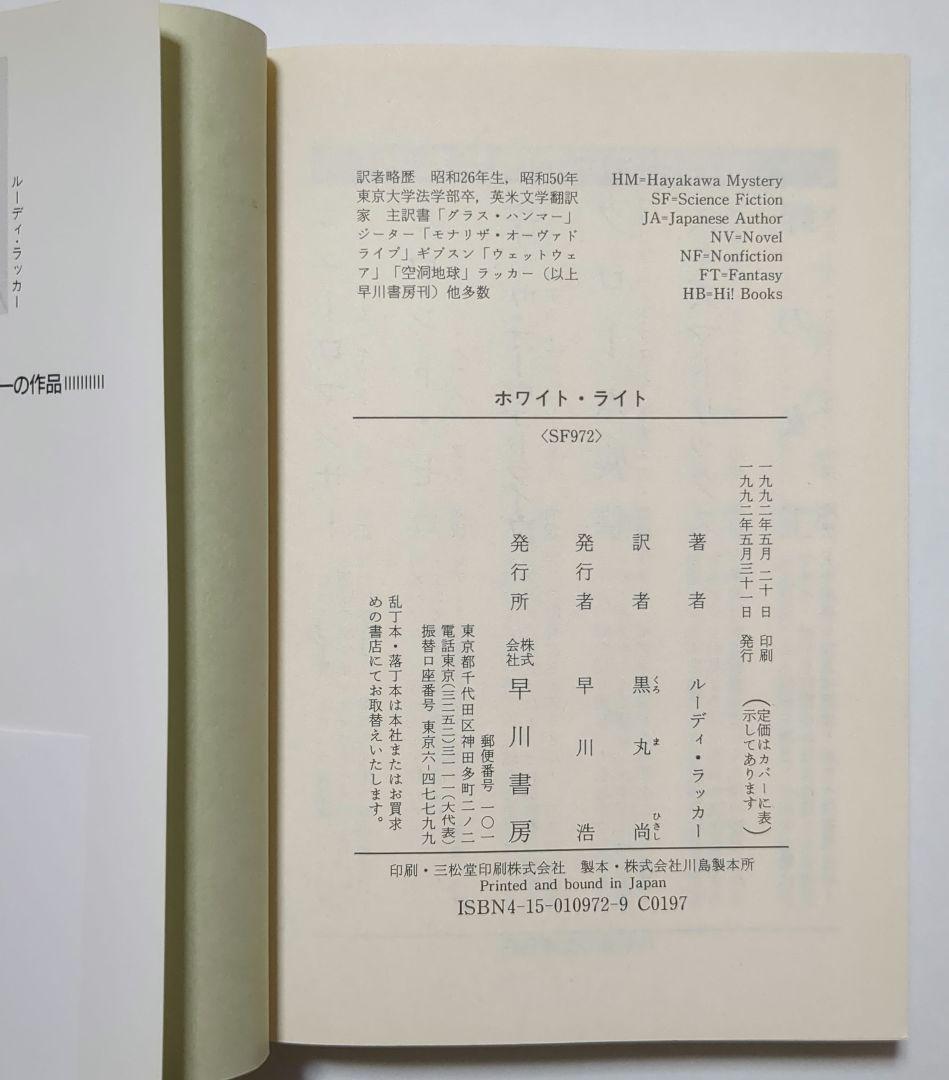 ルーディ・ラッカー
ーの作品
訳者略歴　昭和26年生，昭和50年
東京大学法学部卒，英米文学翻訳
家　主訳書「グラス・ハンマー」
ジーター「モナリザ・オーヴァド
ライブ」ギブスン「ウェットウェ
ア」「空洞地球」ラッカー（以上
早川書房刊）他多数
HM=Hayakawa Mystery
SF=Science Fiction
JA=Japanese Author
NV=Novel
NF=Nonfiction
FT=Fantasy
HB=Hi! Books
ホワイト・ライト
〈SF972〉
一九九二年五月 二十 日　印刷
一九九二年五月三十一日　発行
（定価はカバーに表
示してあります）
著者　ルーディ・ラッカー
訳者　黒丸尚
くろ ま ひさし
発行者　早川浩
発行所　株式会社　早川書房
郵便番号　一〇一
東京都千代田区神田多町二ノ二
電話東京（三二五二）三一一一（大代表）
振替口座番号　東京六-四七七九九
乱丁本・落丁本は本社またはお買求
めの書店にてお取替えいたします。
印刷・三松堂印刷株式会社　製本・株式会社川島製本所
Printed and bound in Japan
ISBN4-15-010972-9 C0197